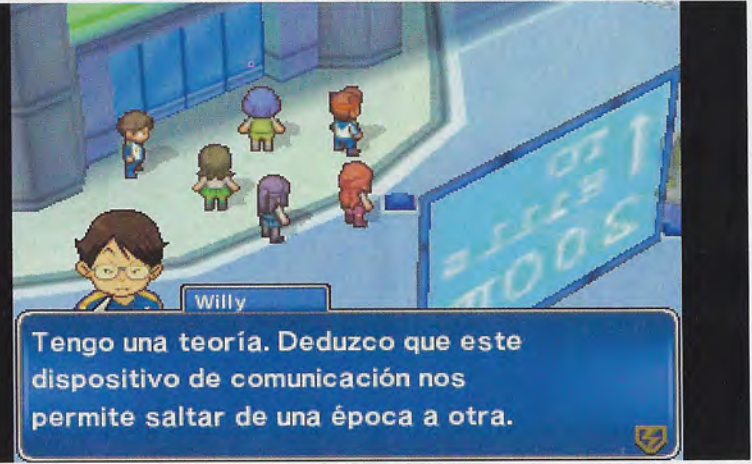 Willy
Tengo una teoría. Deduzco que este
dispositivo de comunicación nos
permite saltar de una época a otra.